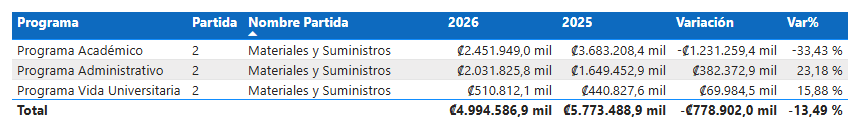 Programa Partida Nombre Partida 2026 2025 Variación Var%
Programa Académico 2 Materiales y Suministros ₡2.451.949,0 mil ₡3.683.208,4 mil -₡1.231.259,4 mil -33,43 %
Programa Administrativo 2 Materiales y Suministros ₡2.031.825,8 mil ₡1.649.452,9 mil ₡382.372,9 mil 23,18 %
Programa Vida Universitaria 2 Materiales y Suministros ₡510.812,1 mil ₡440.827,6 mil ₡69.984,5 mil 15,88 %
Total ₡4.994.586,9 mil ₡5.773.488,9 mil -₡778.902,0 mil -13,49 %